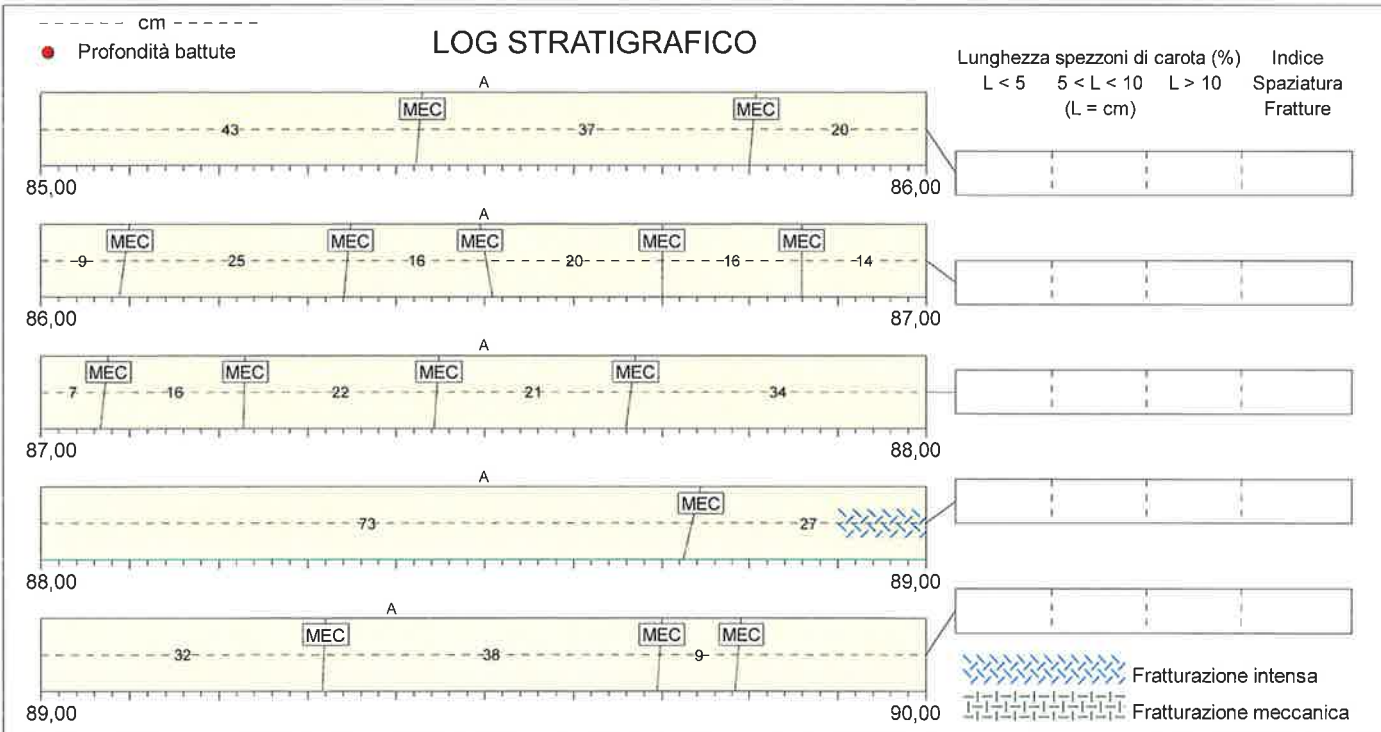 cm
Profondità battute
LOG STRATIGRAFICO
Lunghezza spezzoni di carota (%)
L < 5 5 < L < 10 L > 10
(L = cm)
Indice
Spaziatura
Fratture
A
MEC MEC
43 37 20
85,00 86,00
A
MEC MEC MEC MEC MEC
9 25 16 20 16 14
86,00 87,00
A
MEC MEC MEC MEC
7 16 22 21 34
87,00 88,00
A
MEC
73 27
88,00 89,00
A
MEC MEC MEC
32 38 9
89,00 90,00
Fratturazione intensa
Fratturazione meccanica